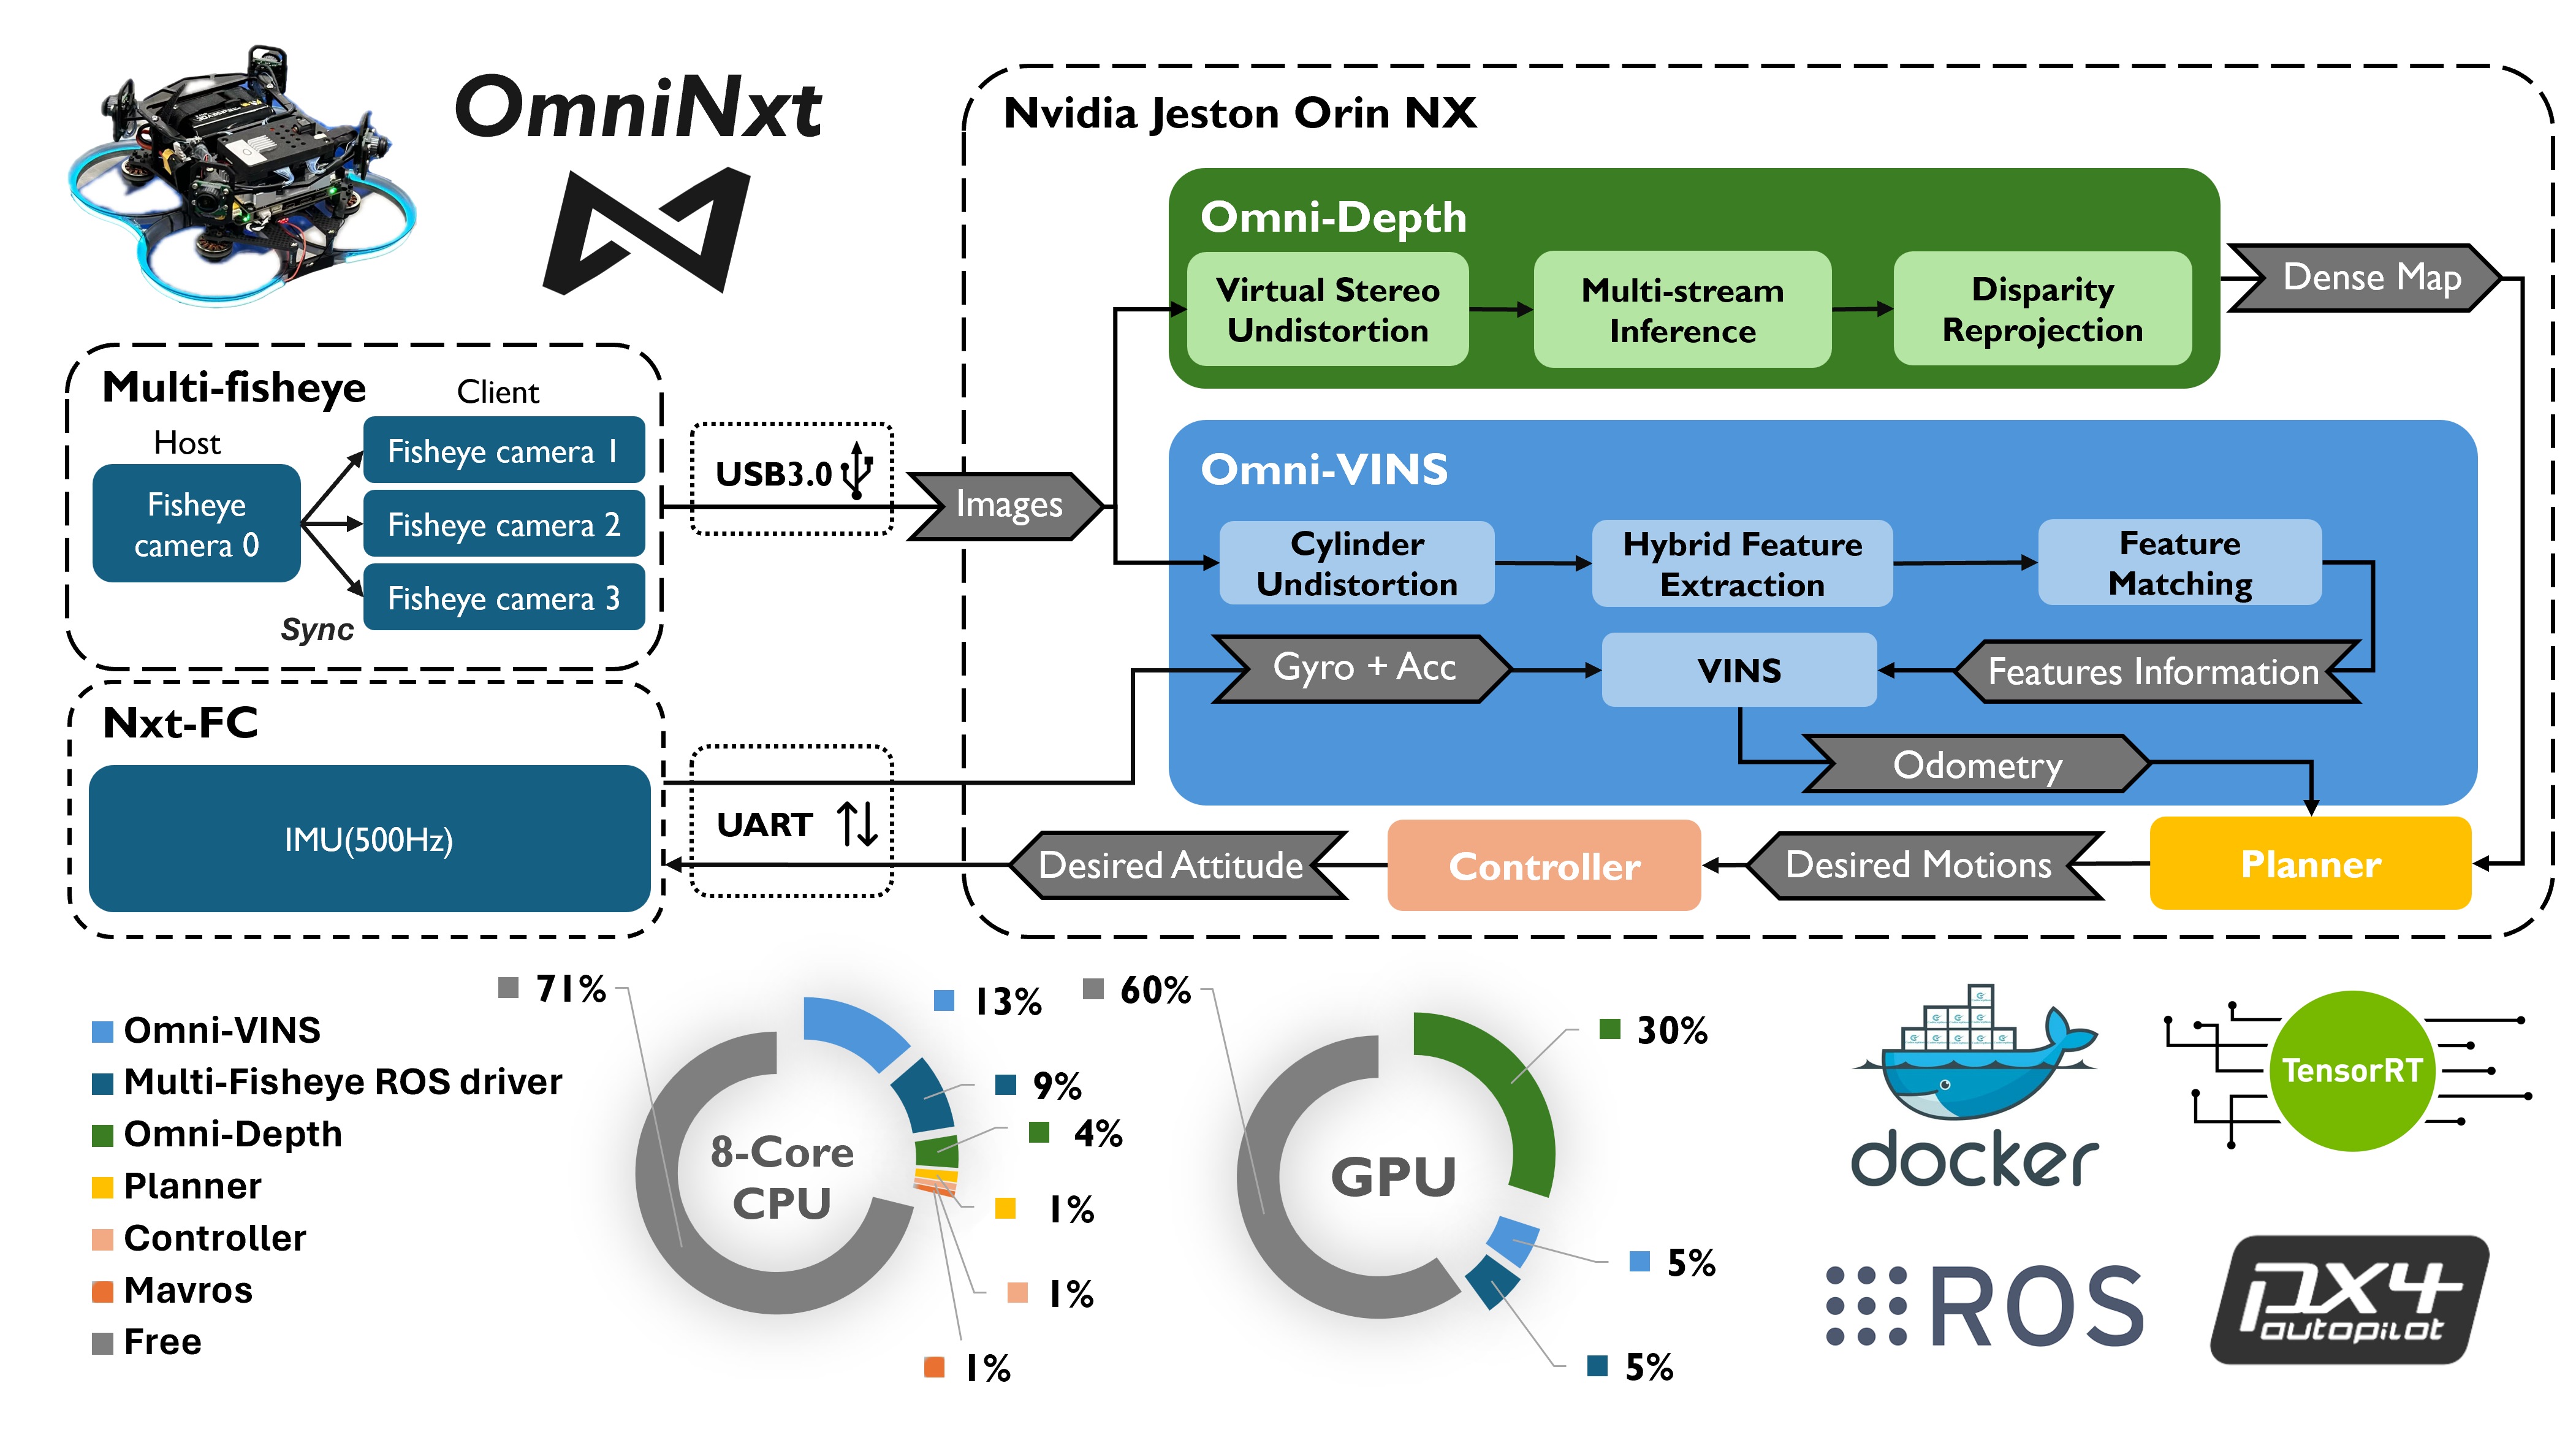 OmniNxt
Nvidia Jeston Orin NX
Omni-Depth
Virtual Stereo
Undistortion
Multi-stream
Inference
Disparity
Reprojection
Dense Map
Multi-fisheye
Client
Host
Fisheye
camera 0
Fisheye camera 1
Fisheye camera 2
Fisheye camera 3
Sync
USB3.0
Images
Omni-VINS
Cylinder
Undistortion
Hybrid Feature
Extraction
Feature
Matching
Gyro + Acc
VINS
Features Information
Odometry
Nxt-FC
IMU(500Hz)
UART
Desired Attitude
Controller
Desired Motions
Planner
Omni-VINS
Multi-Fisheye ROS driver
Omni-Depth
Planner
Controller
Mavros
Free
71%
13%
9%
4%
1%
1%
1%
8-Core
CPU
60%
30%
5%
5%
GPU
docker
TensorRT
ROS
PX4
autopilot